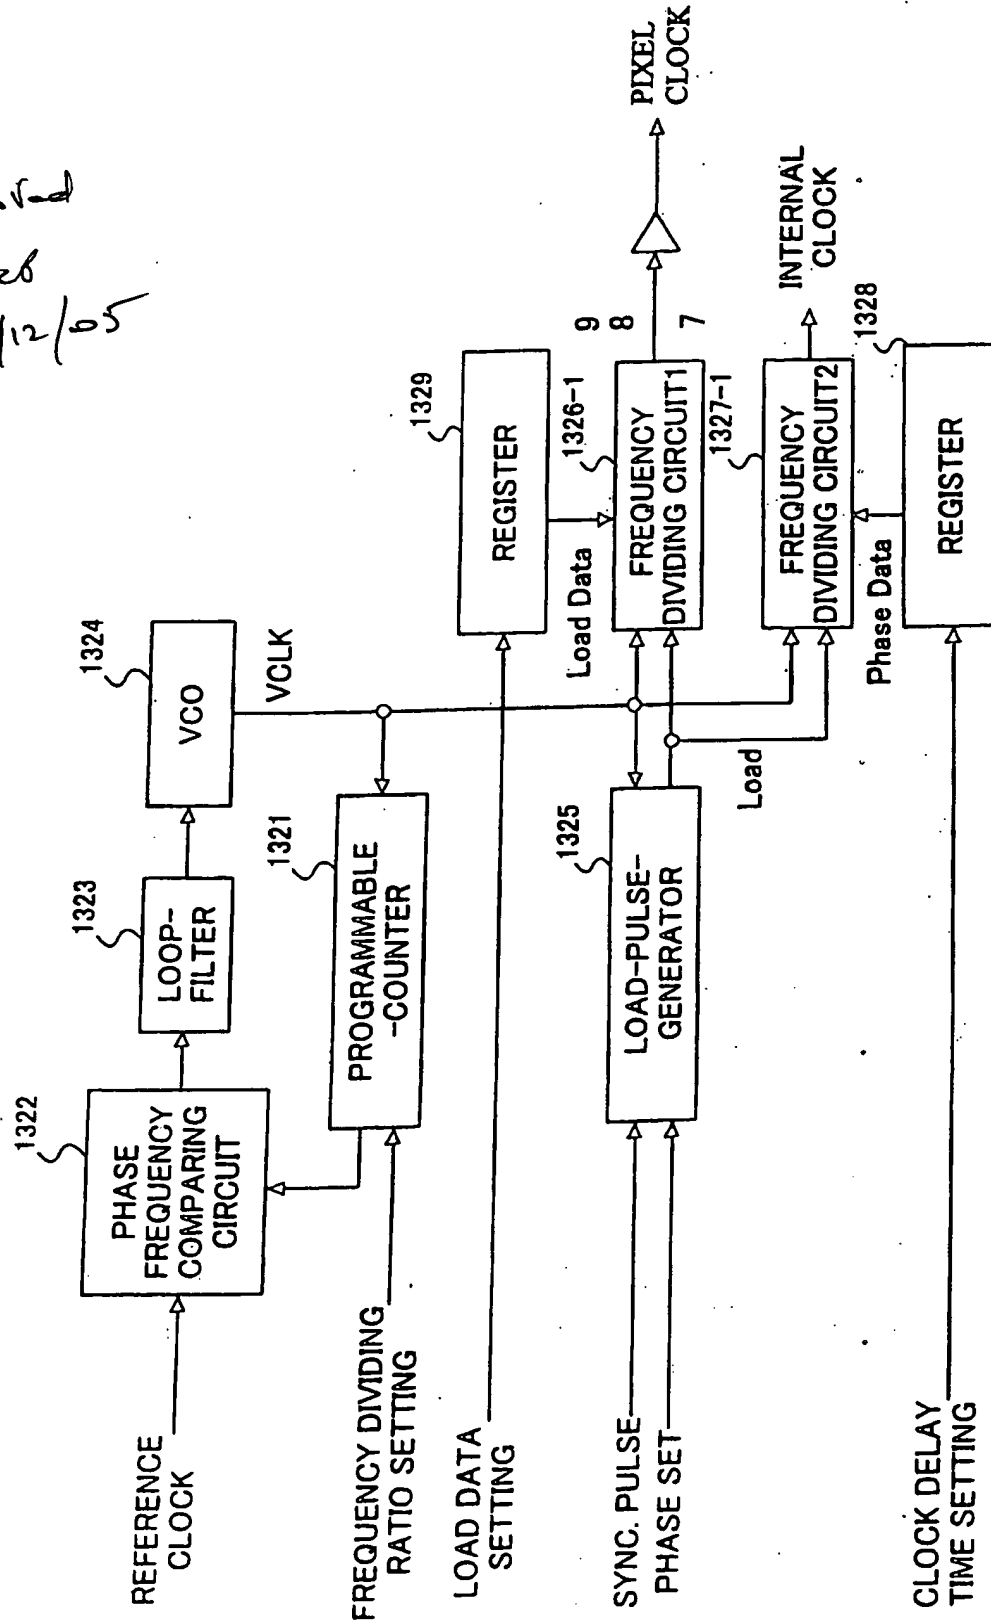 REFERENCE
CLOCK
1322
PHASE
FREQUENCY
COMPARING
CIRCUIT
1323
LOOP-
FILTER
1324
VCO
VCLK
FREQUENCY DIVIDING
RATIO SETTING
1321
PROGRAMMABLE
-COUNTER
LOAD DATA
SETTING
1329
REGISTER
Load Data
1326-1
FREQUENCY
DIVIDING CIRCUIT1
9
8
7
PIXEL
CLOCK
SYNC. PULSE
PHASE SET
1325
LOAD-PULSE-
GENERATOR
Load
1327-1
FREQUENCY
DIVIDING CIRCUIT2
INTERNAL
CLOCK
Phase Data
CLOCK DELAY
TIME SETTING
1328
REGISTER
/12/05